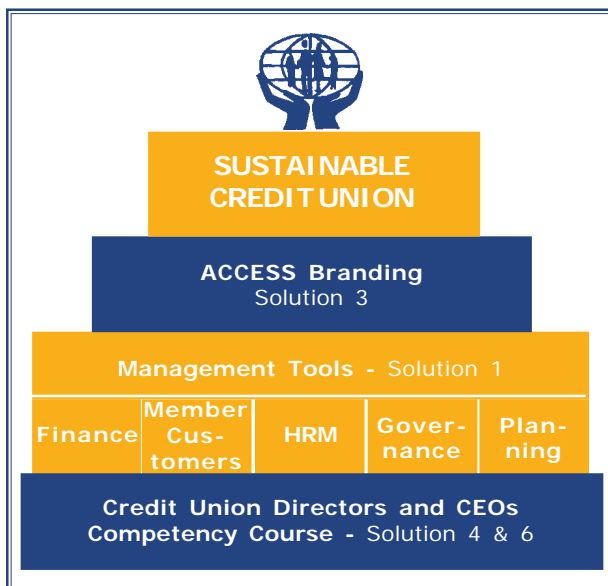 SUSTAINABLE
CREDIT UNION
ACCESS Branding
Solution 3
Management Tools - Solution 1
Finance
Member
Cus-
tomers
HRM
Gover-
nance
Plan-
ning
Credit Union Directors and CEOs
Competency Course - Solution 4 & 6